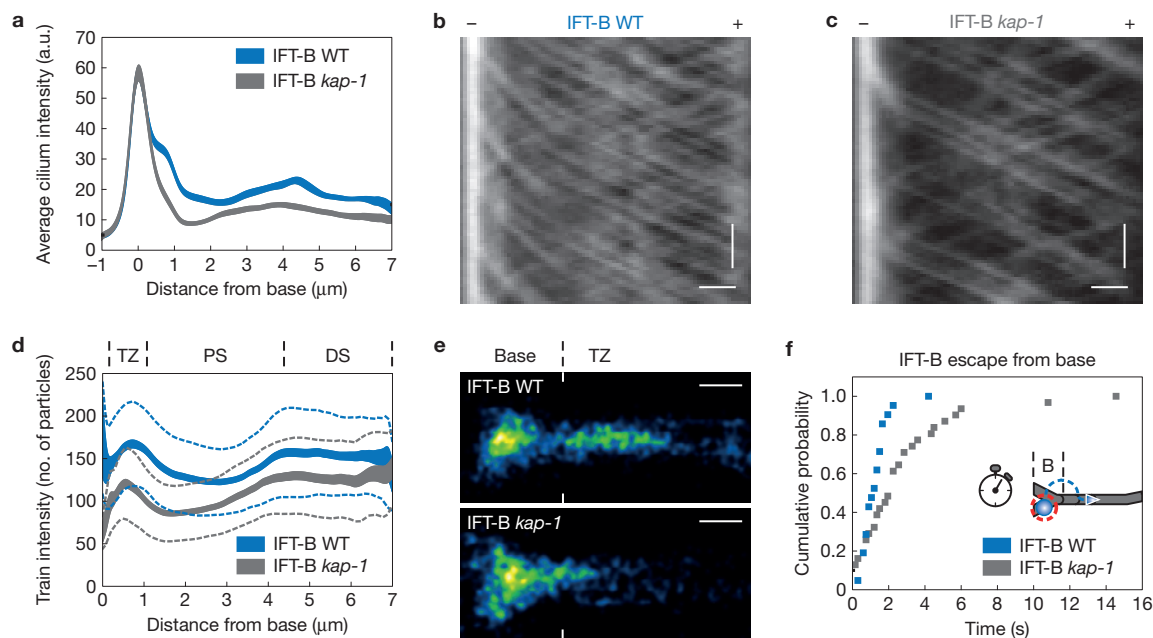 a
Average cilium intensity (a.u.)
70
60
50
40
30
20
10
0
–1 0 1 2 3 4 5 6 7
Distance from base (μm)
IFT-B WT
IFT-B kap-1
b
– IFT-B WT +
c
– IFT-B kap-1 +
d
TZ PS DS
Train intensity (no. of particles)
250
200
150
100
50
0
0 1 2 3 4 5 6 7
Distance from base (μm)
IFT-B WT
IFT-B kap-1
e
Base TZ
IFT-B WT
IFT-B kap-1
f
IFT-B escape from base
Cumulative probability
1.0
0.8
0.6
0.4
0.2
0
0 2 4 6 8 10 12 14 16
Time (s)
B
IFT-B WT
IFT-B kap-1